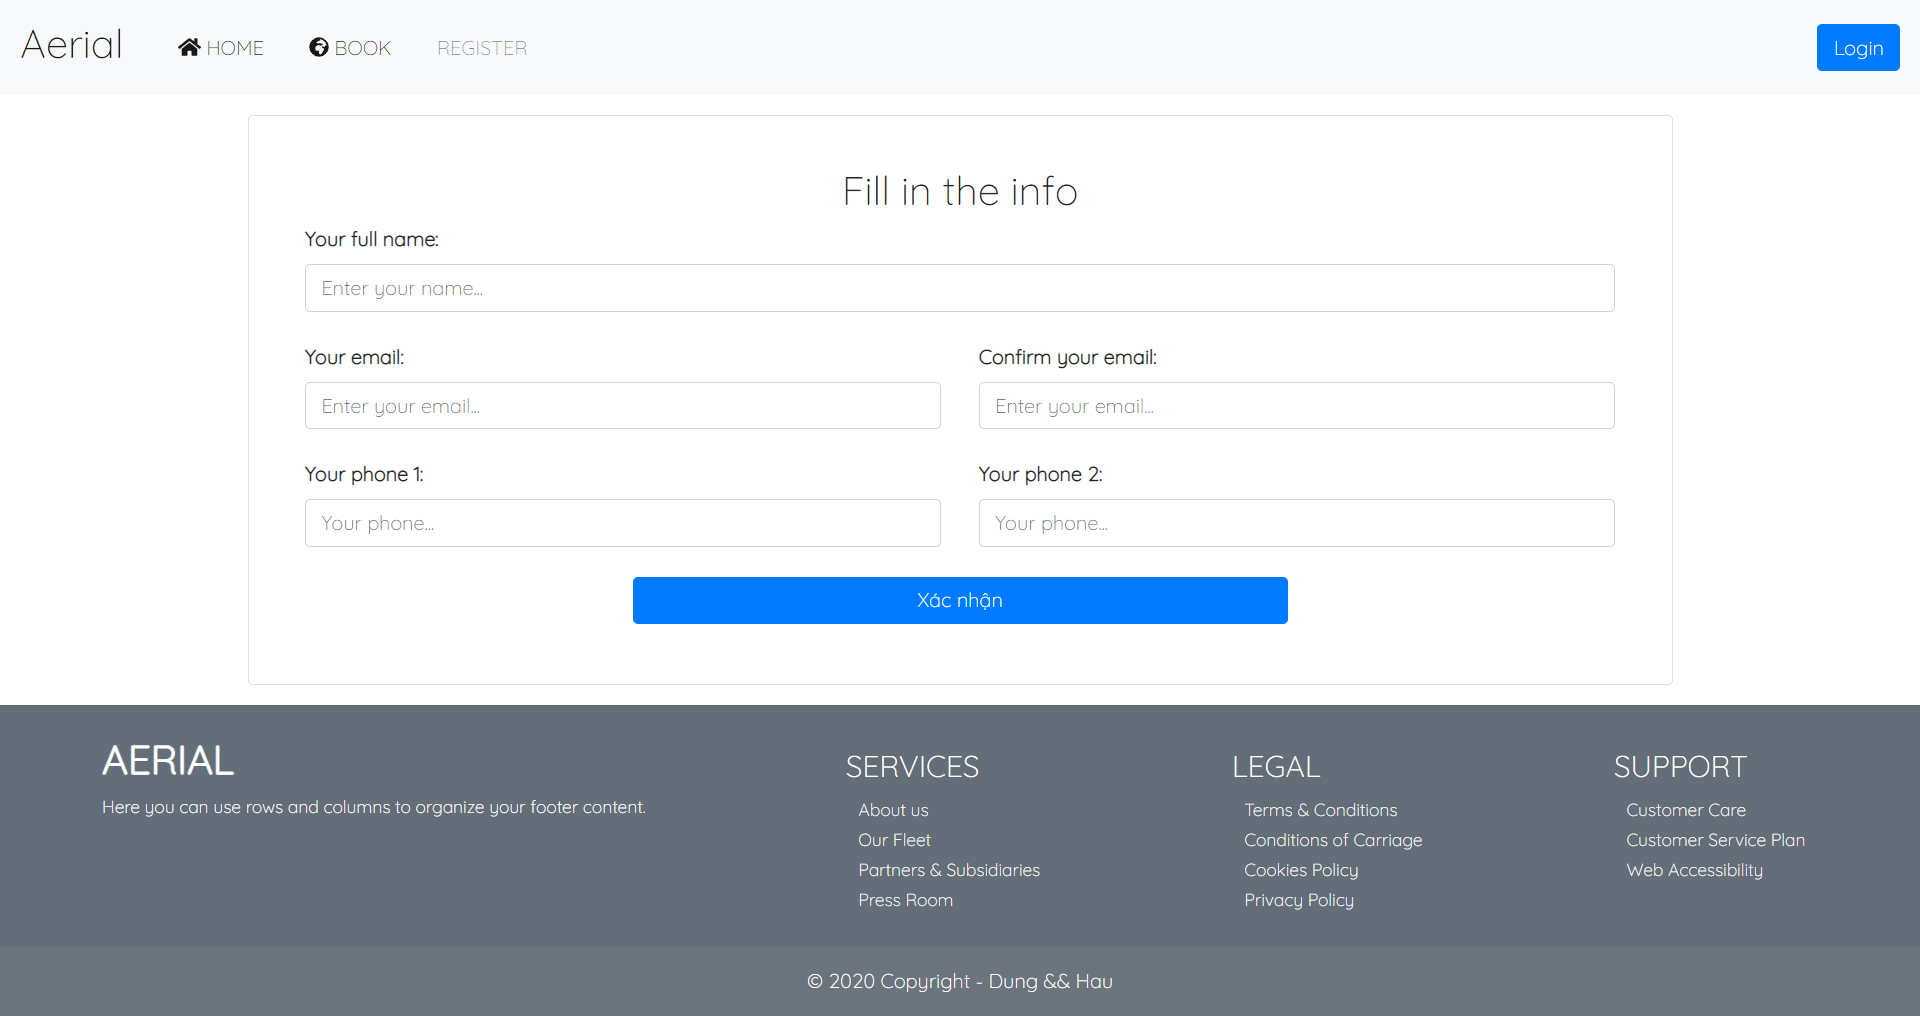 Aerial
HOME
BOOK
REGISTER
Login
Fill in the info
Your full name:
Enter your name...
Your email:
Confirm your email:
Enter your email...
Enter your email...
Your phone 1:
Your phone 2:
Your phone...
Your phone...
Xác nhận
AERIAL
Here you can use rows and columns to organize your footer content.
SERVICES
About us
Our Fleet
Partners & Subsidiaries
Press Room
LEGAL
Terms & Conditions
Conditions of Carriage
Cookies Policy
Privacy Policy
SUPPORT
Customer Care
Customer Service Plan
Web Accessibility
© 2020 Copyright - Dung && Hau